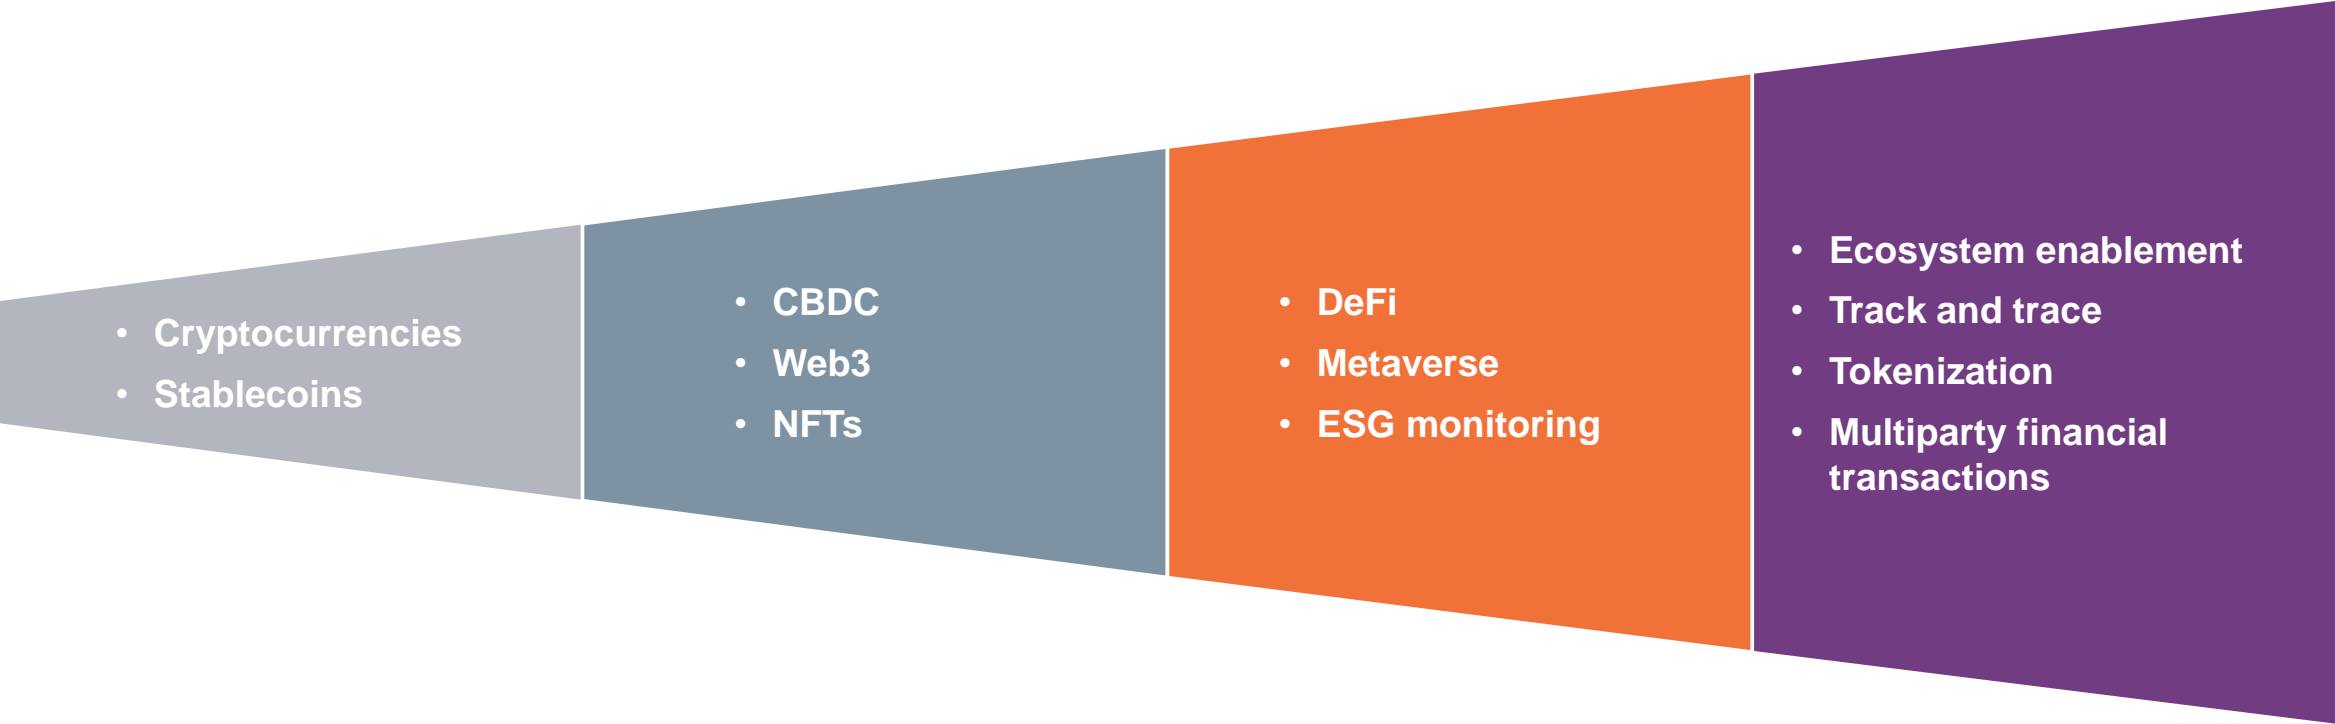 • Cryptocurrencies
• Stablecoins
• CBDC
• Web3
• NFTs
• DeFi
• Metaverse
• ESG monitoring
• Ecosystem enablement
• Track and trace
• Tokenization
• Multiparty financial
transactions